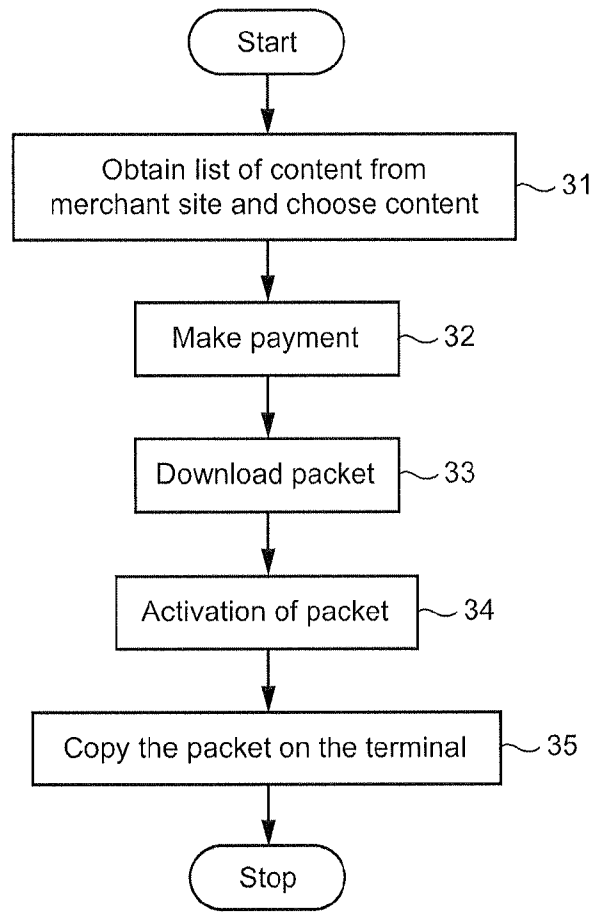 Start
Obtain list of content from
merchant site and choose content
31
Make payment
32
Download packet
33
Activation of packet
34
Copy the packet on the terminal
35
Stop